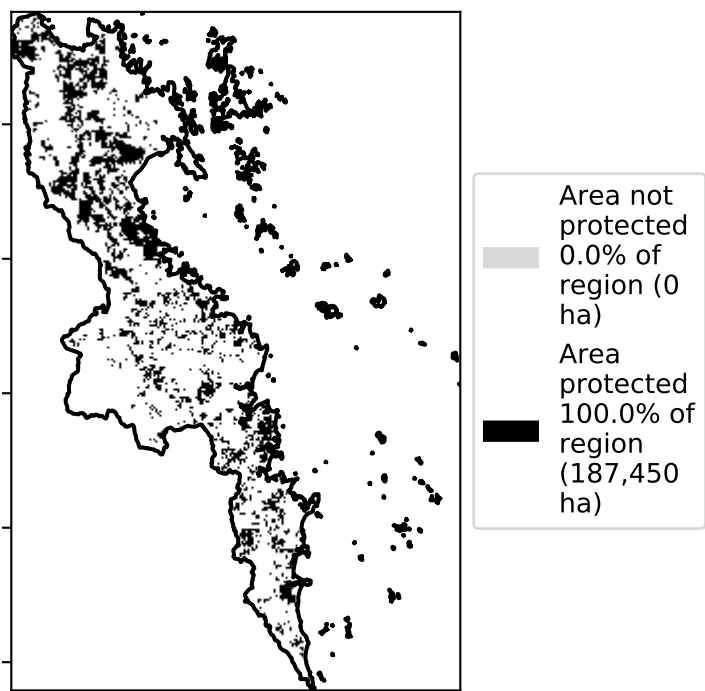 Area not
protected
0.0% of
region (0
ha)
Area
protected
100.0% of
region
(187,450
ha)